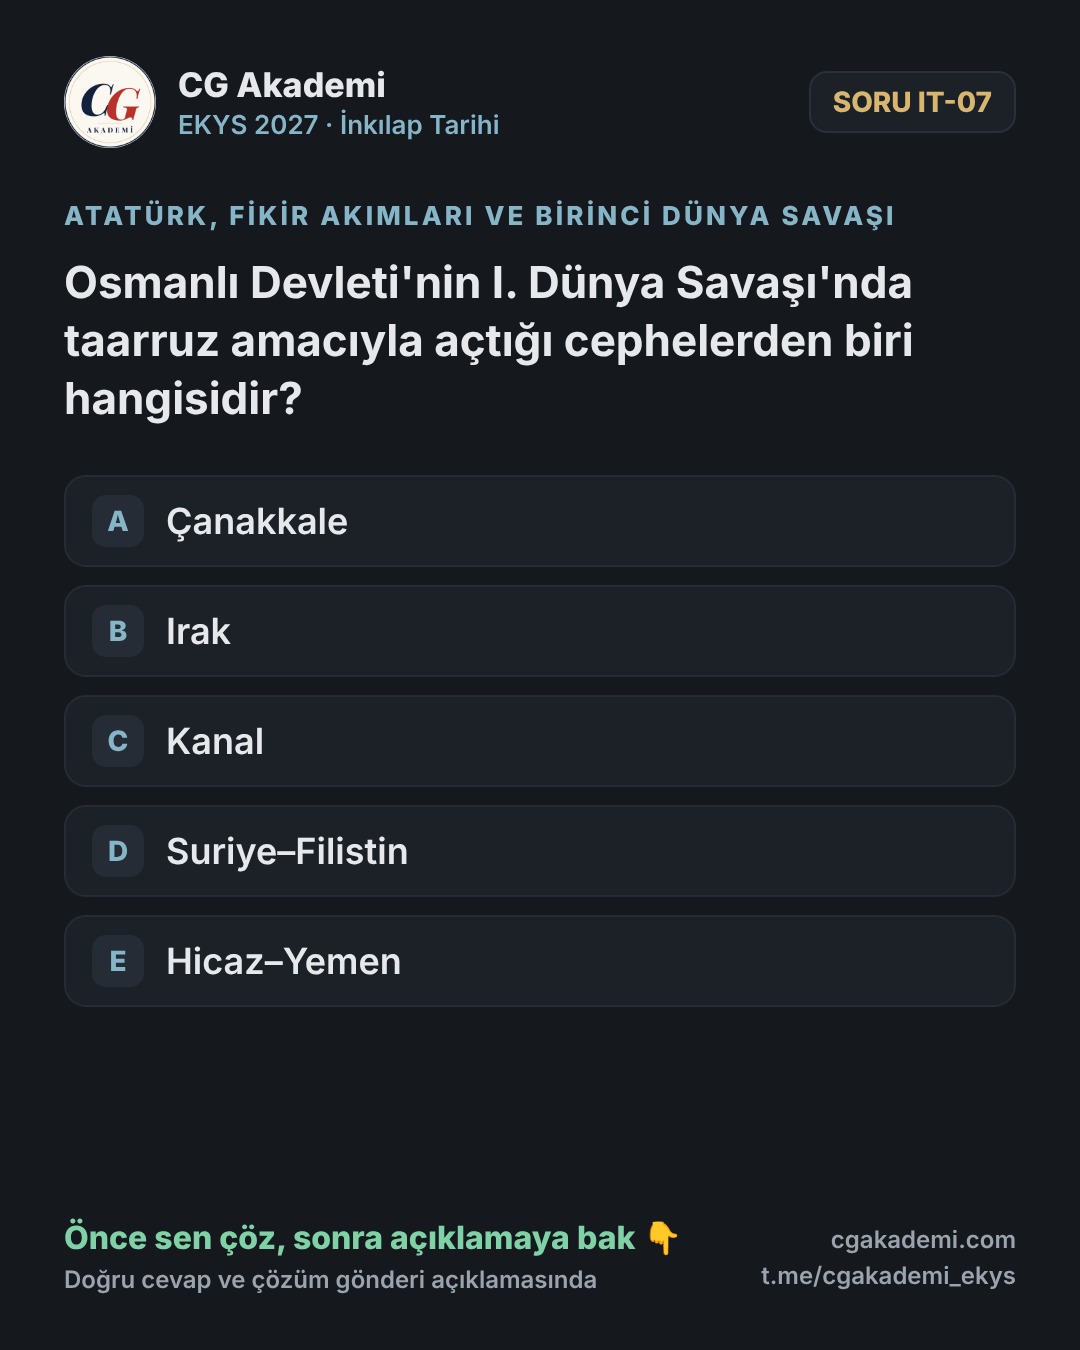 CG
AKADEMİ
CG Akademi
EKYS 2027 · İnkılap Tarihi
SORU IT-07
ATATÜRK, FİKİR AKIMLARI VE BİRİNCİ DÜNYA SAVAŞI
Osmanlı Devleti'nin I. Dünya Savaşı'nda
taarruz amacıyla açtığı cephelerden biri
hangisidir?
A Çanakkale
B Irak
C Kanal
D Suriye–Filistin
E Hicaz–Yemen
Önce sen çöz, sonra açıklamaya bak 👇
Doğru cevap ve çözüm gönderi açıklamasında
cgakademi.com
t.me/cgakademi_ekys